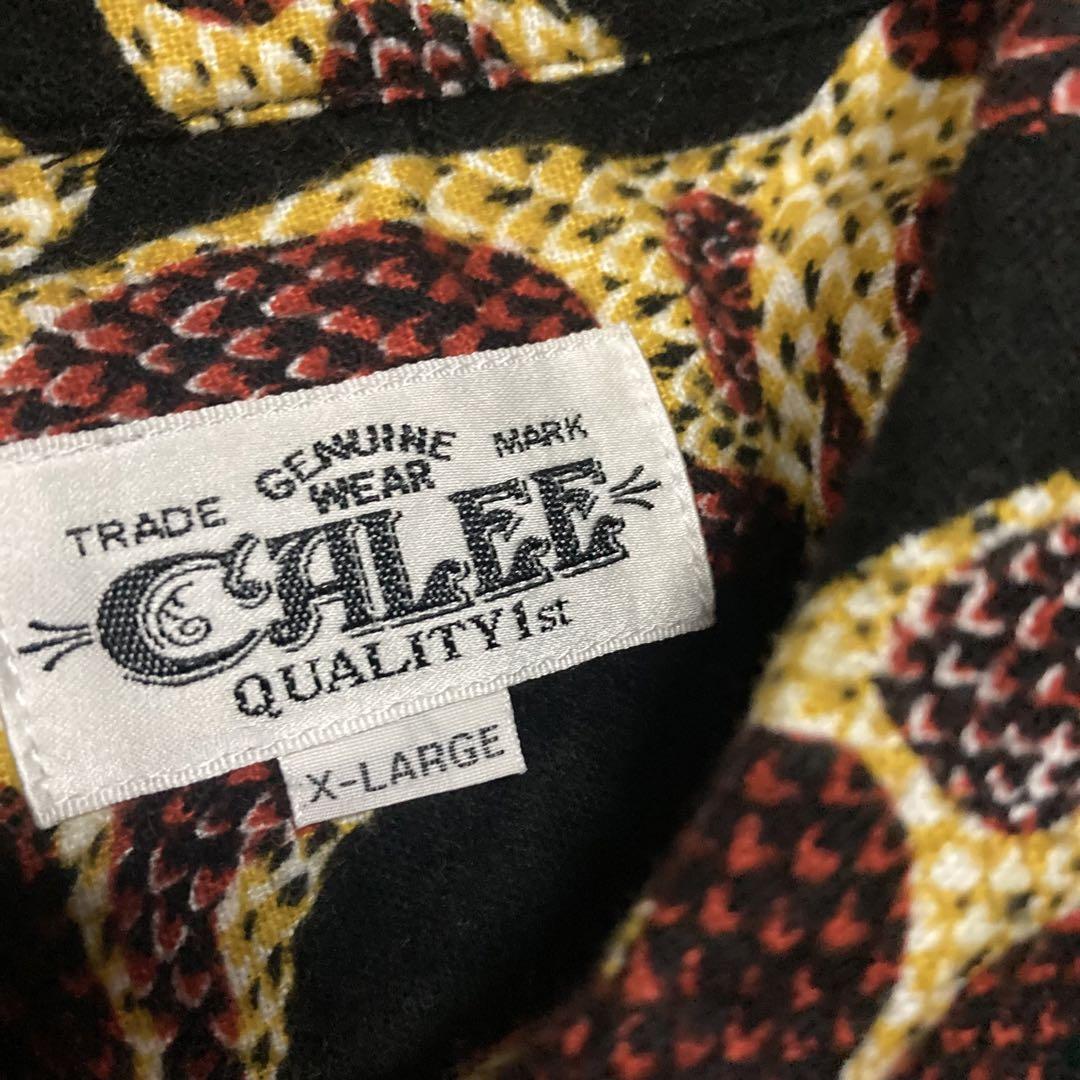 TRADE GENUINE MARK
WEAR
CALEE
QUALITY 1st
X-LARGE